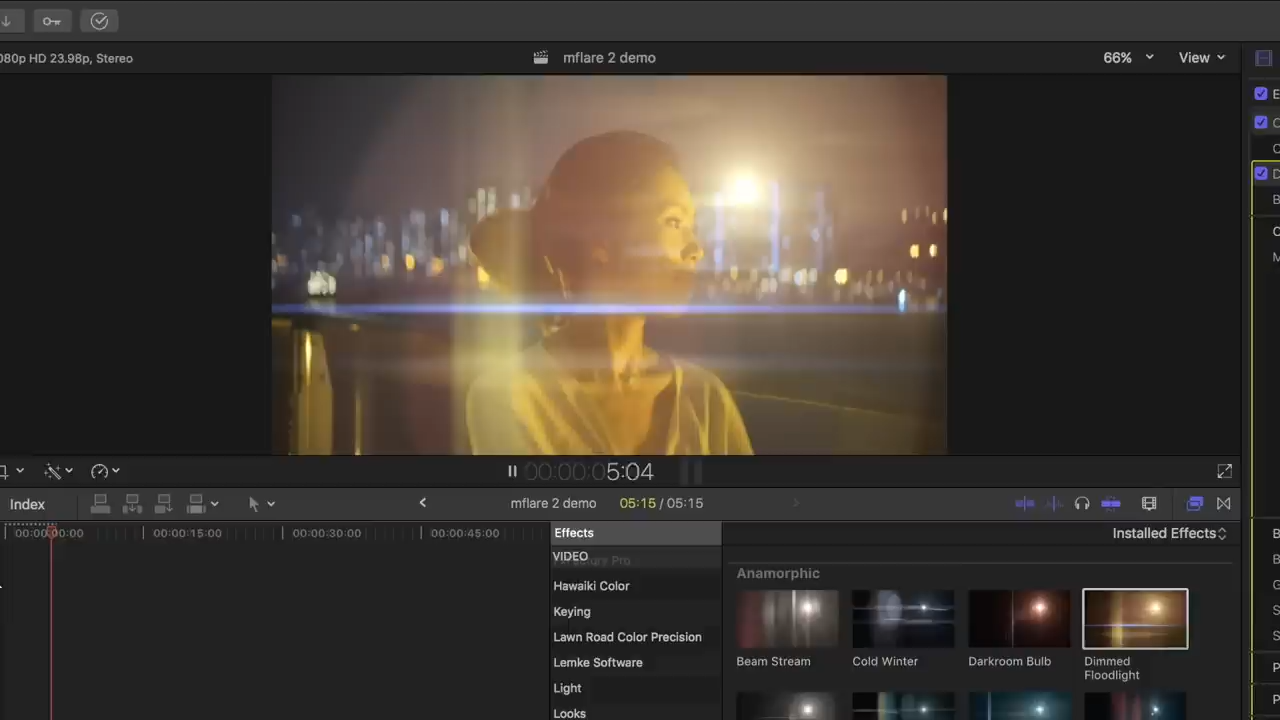 080p HD 23.98p, Stereo
mflare 2 demo
66%
View
E
C
C
D
B
C
M
00:00:05:04
Index
mflare 2 demo
05:15 / 05:15
00:00:00:00
00:00:15:00
00:00:30:00
00:00:45:00
Effects
Installed Effects
VIDEO
Hawaiki Color
Keying
Lawn Road Color Precision
Lemke Software
Light
Looks
Anamorphic
Beam Stream
Cold Winter
Darkroom Bulb
Dimmed
Floodlight
B
B
G
S
S
P
P